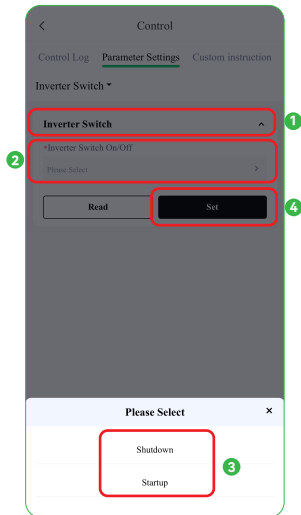 Control
Control Log Parameter Settings Custom instruction
Inverter Switch
Inverter Switch
1
*Inverter Switch On/Off
2
Please Select
Read Set
4
Please Select ×
Shutdown
3
Startup